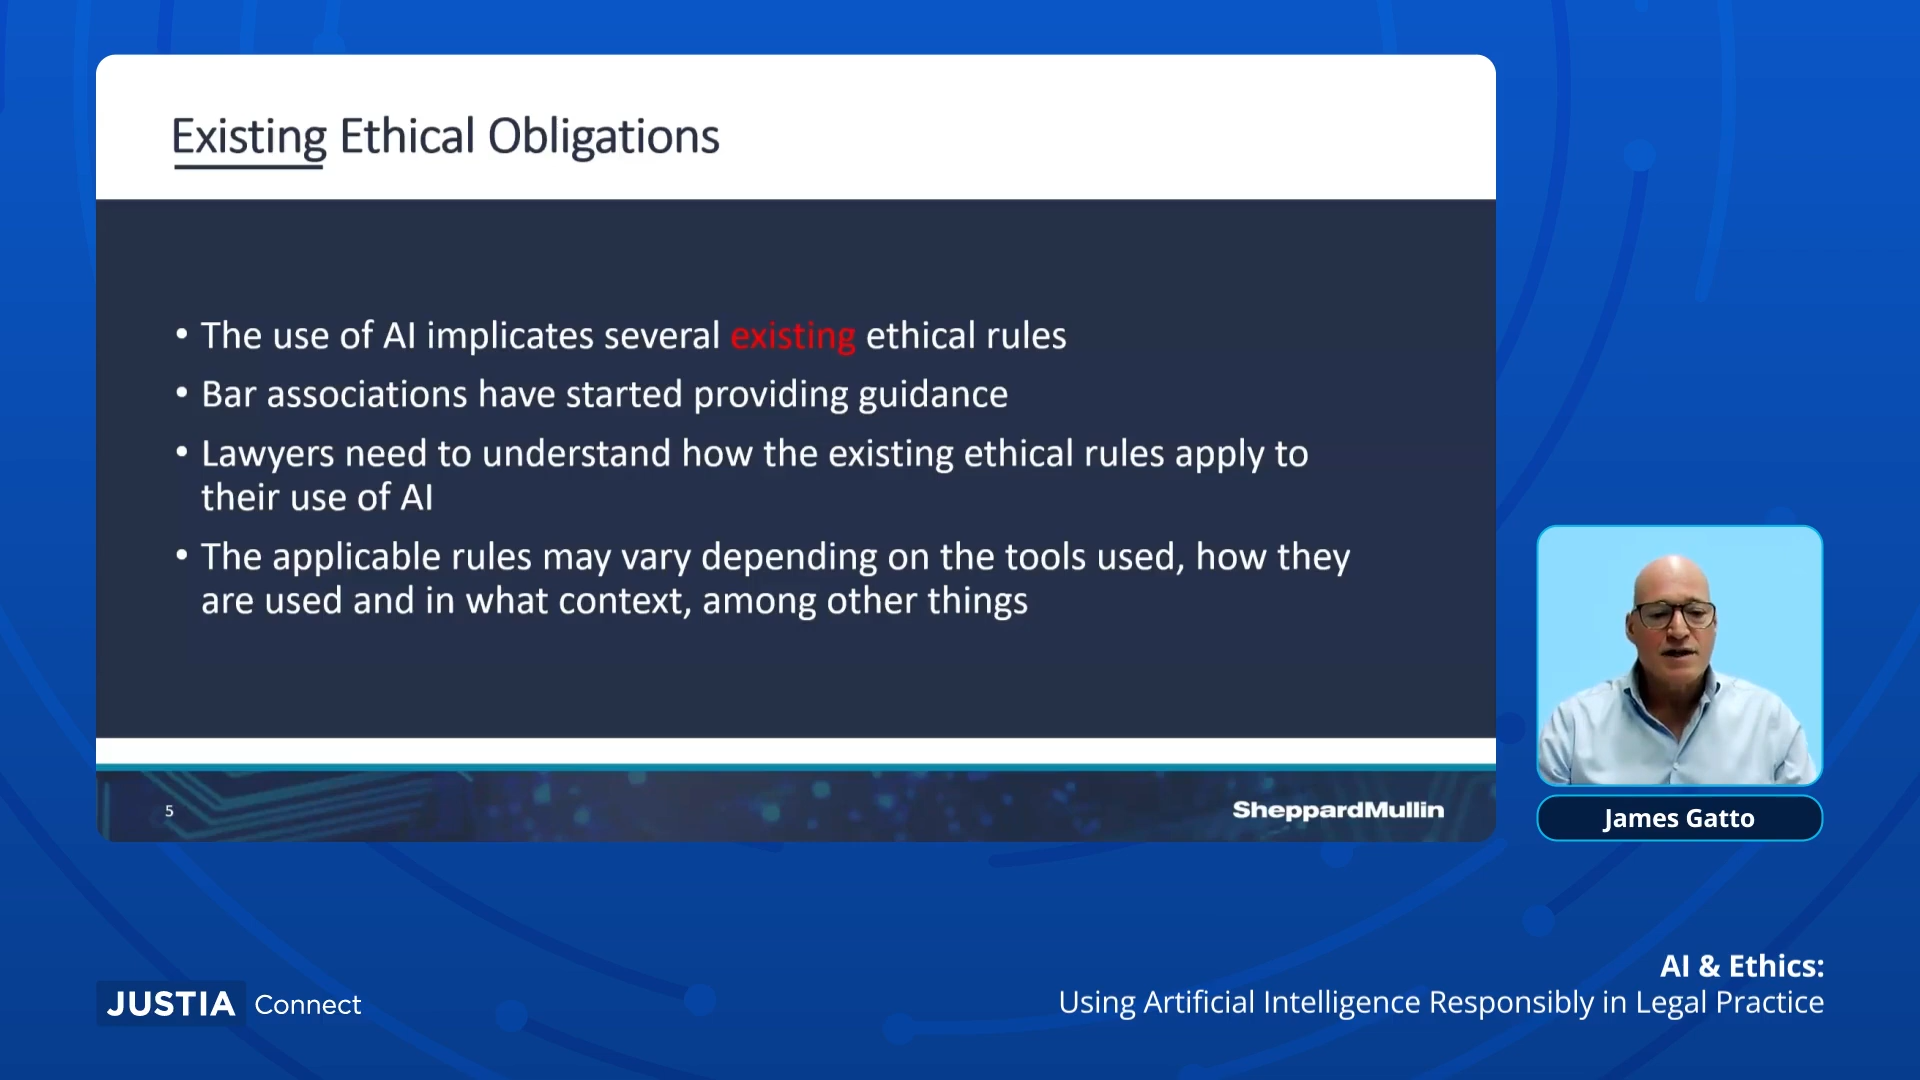 Existing Ethical Obligations
• The use of AI implicates several existing ethical rules
• Bar associations have started providing guidance
• Lawyers need to understand how the existing ethical rules apply to
their use of AI
• The applicable rules may vary depending on the tools used, how they
are used and in what context, among other things
5
SheppardMullin
James Gatto
AI & Ethics:
Using Artificial Intelligence Responsibly in Legal Practice
JUSTIA Connect